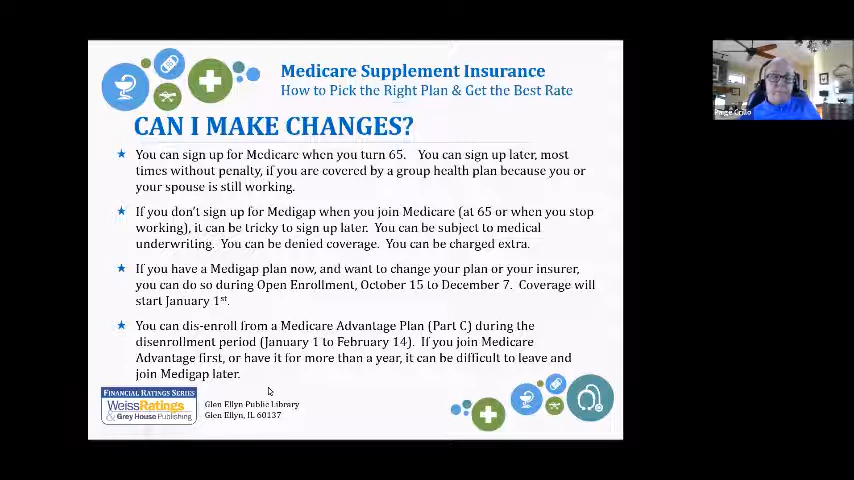 Medicare Supplement Insurance
How to Pick the Right Plan & Get the Best Rate
CAN I MAKE CHANGES?
You can sign up for Medicare when you turn 65. You can sign up later, most
times without penalty, if you are covered by a group health plan because you or
your spouse is still working.
If you don't sign up for Medigap when you join Medicare (at 65 or when you stop
working), it can be tricky to sign up later. You can be subject to medical
underwriting. You can be denied coverage. You can be charged extra.
If you have a Medigap plan now, and want to change your plan or your insurer,
you can do so during Open Enrollment, October 15 to December 7. Coverage will
start January 1st.
You can dis-enroll from a Medicare Advantage Plan (Part C) during the
disenrollment period (January 1 to February 14). If you join Medicare
Advantage first, or have it for more than a year, it can be difficult to leave and
join Medigap later.
FINANCIAL RATINGS SERIES
WeissRatings
& Grey House Publishing
Glen Ellyn Public Library
Glen Ellyn, IL 60137
Paige Grillo